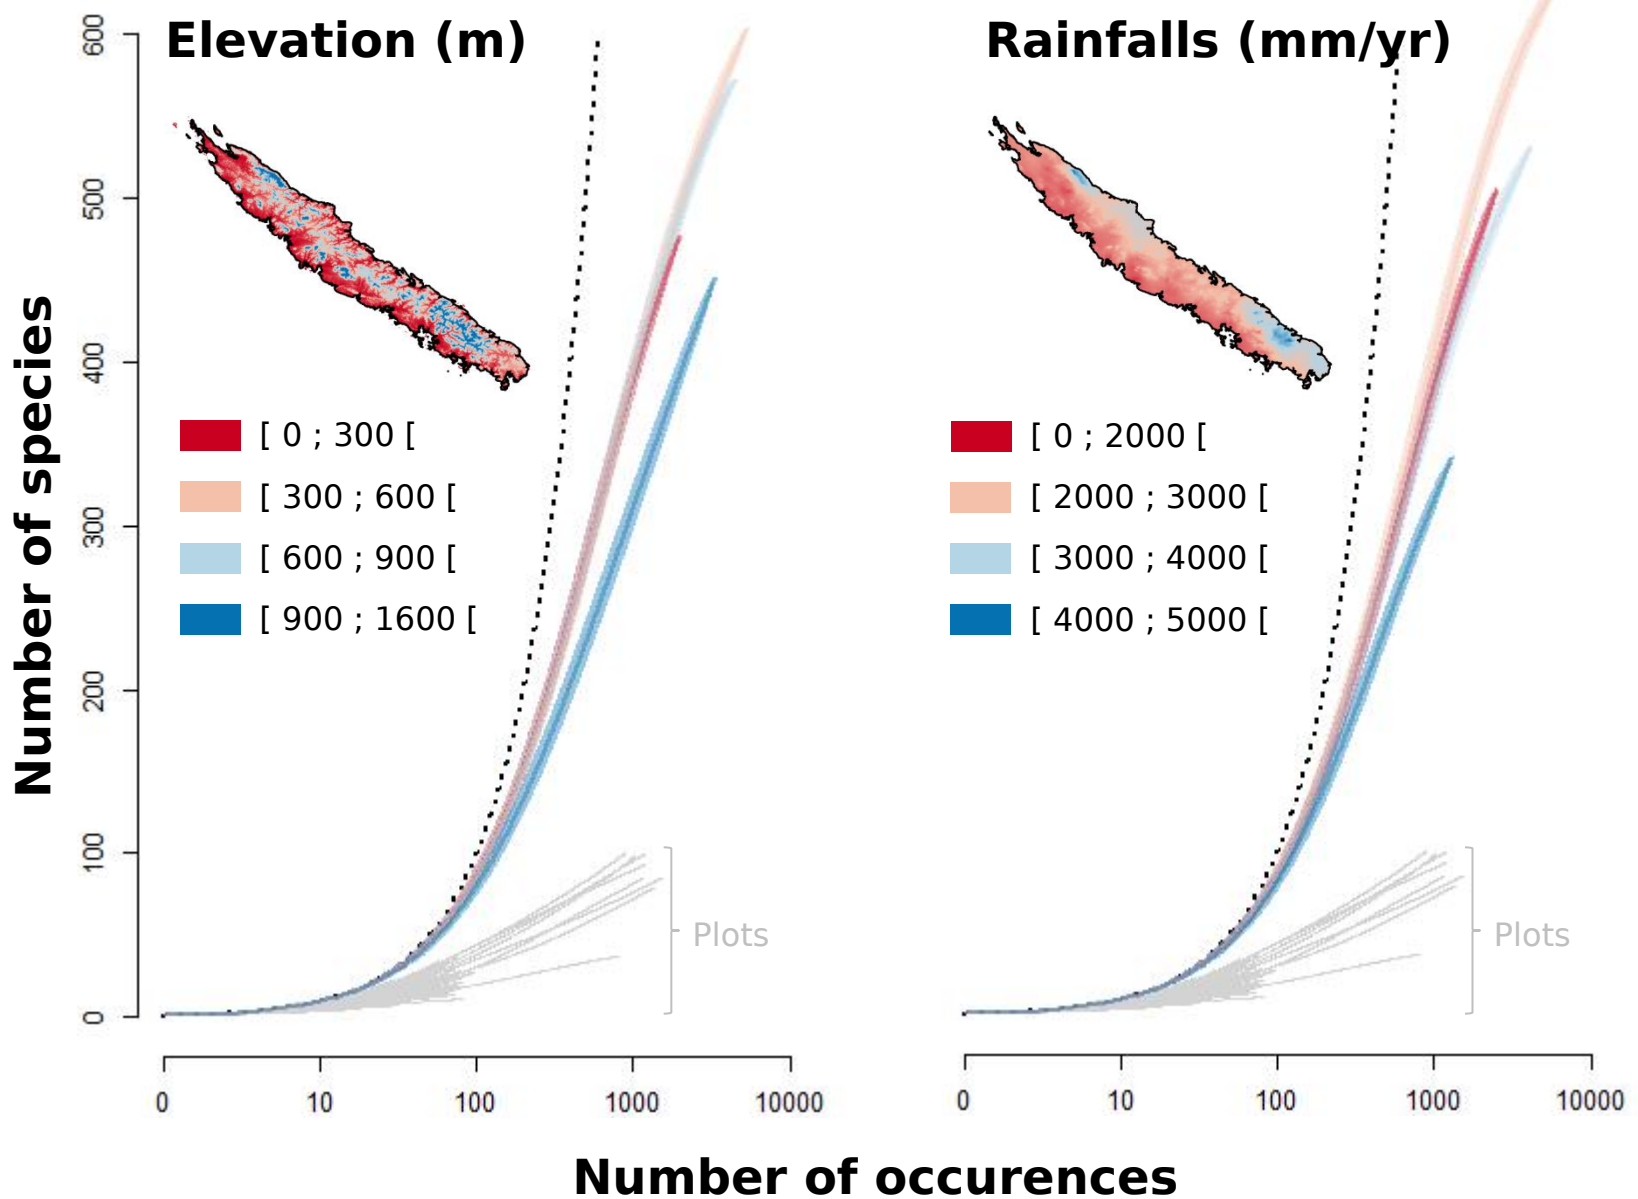 Elevation (m)
Rainfalls (mm/yr)
Number of species
600
500
400
300
200
100
0
[ 0 ; 300 [
[ 300 ; 600 [
[ 600 ; 900 [
[ 900 ; 1600 [
[ 0 ; 2000 [
[ 2000 ; 3000 [
[ 3000 ; 4000 [
[ 4000 ; 5000 [
Plots
Plots
0 10 100 1000 10000
0 10 100 1000 10000
Number of occurences